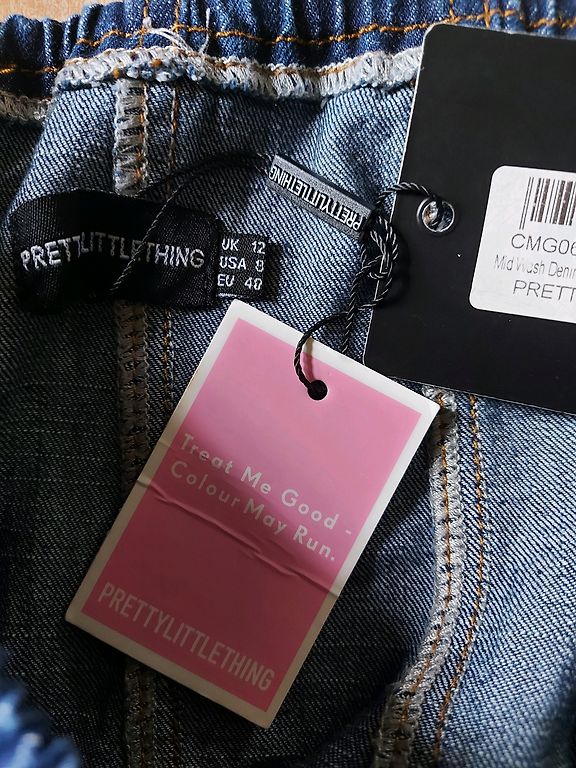 PRETTYLITTLETHING
UK 12
USA 8
EU 40
PRETTYLITTLETHING
CMG06
Mid Wash Denim
PRETT
Treat Me Good -
Colour May Run.
PRETTYLITTLETHING